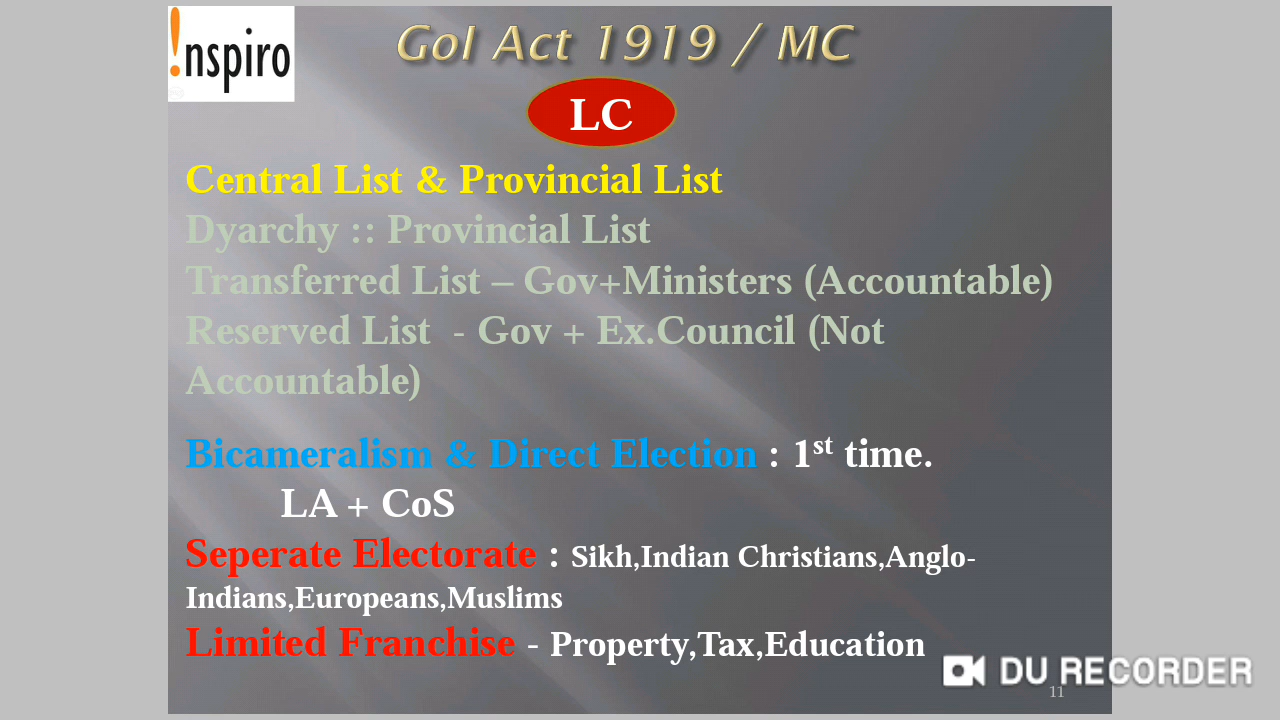 !nspiro
GoI Act 1919 / MC
LC
Central List & Provincial List
Dyarchy :: Provincial List
Transferred List – Gov+Ministers (Accountable)
Reserved List - Gov + Ex.Council (Not
Accountable)
Bicameralism & Direct Election : 1st time.
LA + CoS
Seperate Electorate : Sikh,Indian Christians,Anglo-
Indians,Europeans,Muslims
Limited Franchise - Property,Tax,Education
DU RECORDER
11